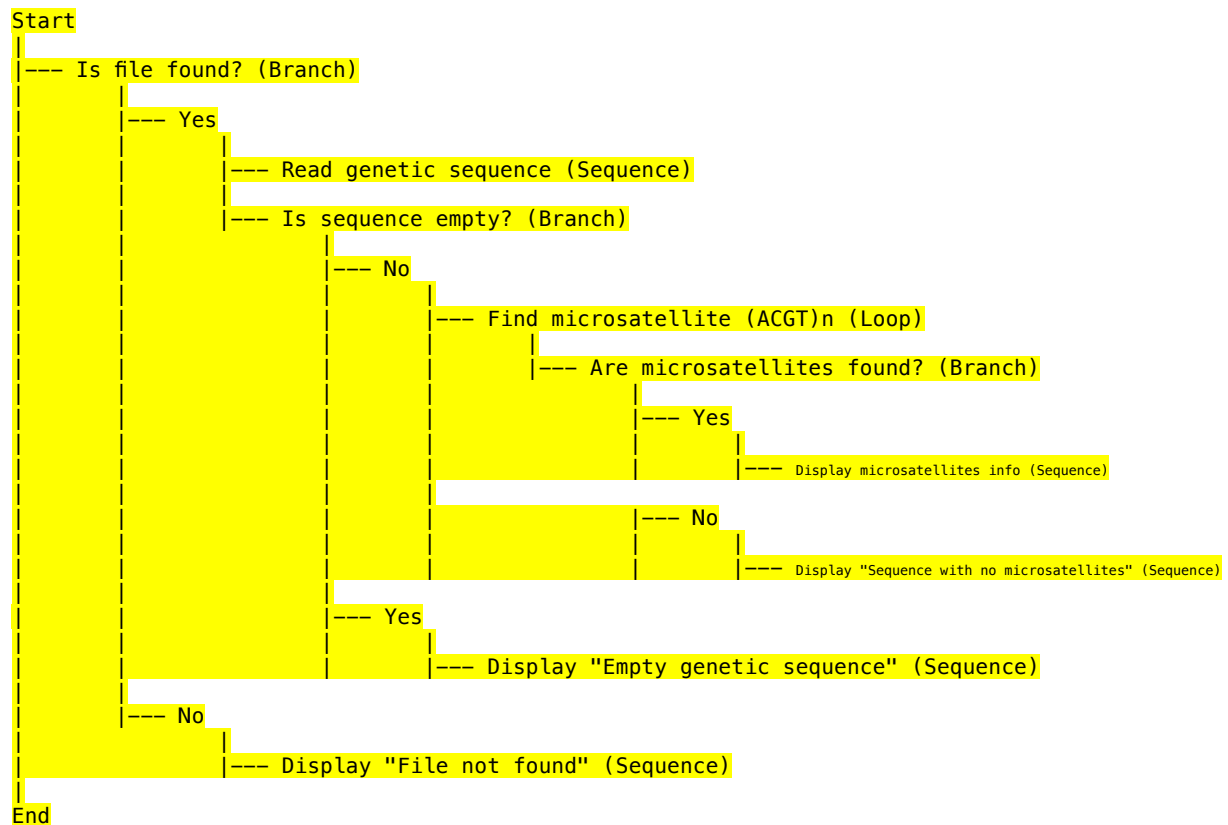 Start
|
|--- Is file found? (Branch)
|       |
|       |--- Yes
|       |       |
|       |       |--- Read genetic sequence (Sequence)
|       |       |
|       |       |--- Is sequence empty? (Branch)
|       |               |
|       |               |--- No
|       |               |       |
|       |               |       |--- Find microsatellite (ACGT)n (Loop)
|       |               |       |       |
|       |               |       |       |--- Are microsatellites found? (Branch)
|       |               |       |               |
|       |               |       |               |--- Yes
|       |               |       |               |       |
|       |               |       |               |       |--- Display microsatellites info (Sequence)
|       |               |       |
|       |               |       |               |--- No
|       |               |       |               |       |
|       |               |       |               |       |--- Display "Sequence with no microsatellites" (Sequence)
|       |               |
|       |               |--- Yes
|       |               |       |
|       |               |       |--- Display "Empty genetic sequence" (Sequence)
|       |
|       |--- No
|               |
|               |--- Display "File not found" (Sequence)
|
End